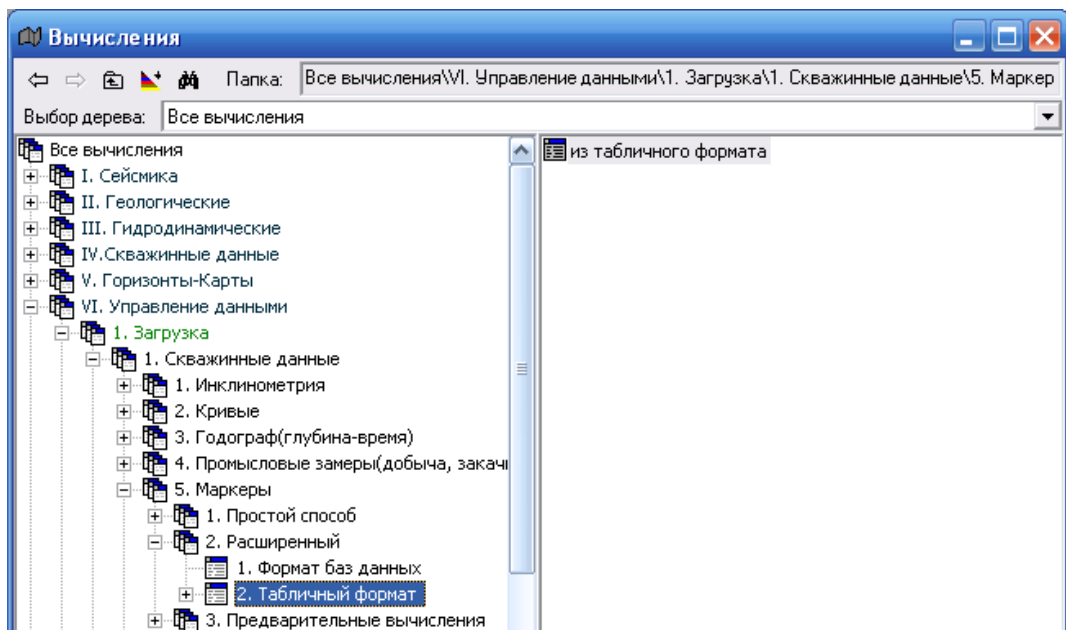 Вычисления
Папка: Все вычисления\VI. Управление данными\1. Загрузка\1. Скважинные данные\5. Маркер
Выбор дерева: Все вычисления
Все вычисления
из табличного формата
I. Сейсмика
II. Геологические
III. Гидродинамические
IV.Скважинные данные
V. Горизонты-Карты
VI. Управление данными
1. Загрузка
1. Скважинные данные
1. Инклинометрия
2. Кривые
3. Годограф(глубина-время)
4. Промысловые замеры(добыча, закачи
5. Маркеры
1. Простой способ
2. Расширенный
1. Формат баз данных
2. Табличный формат
3. Предварительные вычисления